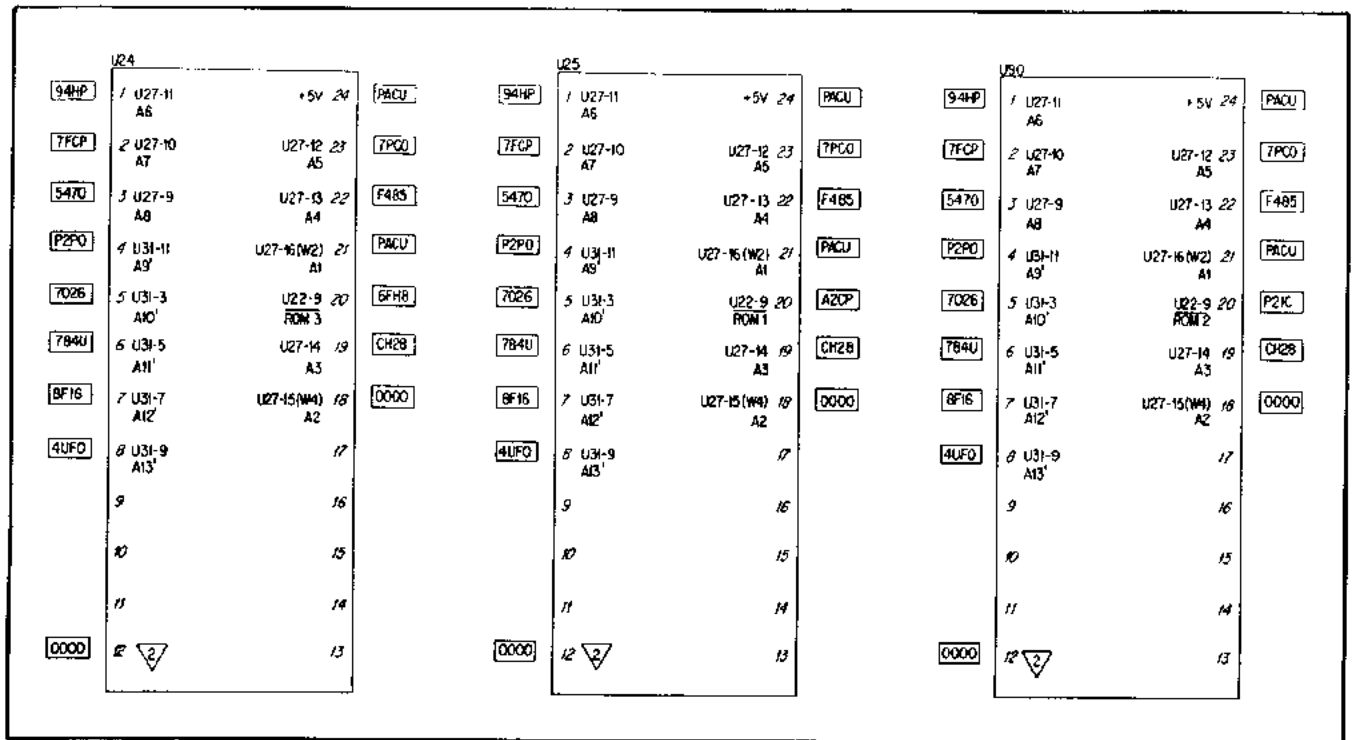 U24
94HP 1 U27-11 +5V 24 PACU
A6
7FCP 2 U27-10 U27-12 23 7PC0
A7 A5
5470 3 U27-9 U27-13 22 F485
A8 A4
P2P0 4 U31-11 U27-16(W2) 21 PACU
A9' A1
7026 5 U31-3 U22-9 20 6FH8
A10' ROM 3
784U 6 U31-5 U27-14 19 CH28
A11' A3
8F16 7 U31-7 U27-15(W4) 18 0000
A12' A2
4UF0 8 U31-9 17
A13'
9 16
10 15
11 14
0000 12 2 13
U25
94HP 1 U27-11 +5V 24 PACU
A6
7FCP 2 U27-10 U27-12 23 7PC0
A7 A5
5470 3 U27-9 U27-13 22 F485
A8 A4
P2P0 4 U31-11 U27-16(W2) 21 PACU
A9' A1
7026 5 U31-3 U22-9 20 A2CP
A10' ROM 1
784U 6 U31-5 U27-14 19 CH28
A11' A3
8F16 7 U31-7 U27-15(W4) 18 0000
A12' A2
4UF0 8 U31-9 17
A13'
9 16
10 15
11 14
0000 12 2 13
94HP 1 U27-11 +5V 24 PACU
A6
7FCP 2 U27-10 U27-12 23 7PC0
A7 A5
5470 3 U27-9 U27-13 22 F485
A8 A4
P2P0 4 U31-11 U27-16(W2) 21 PACU
A9' A1
7026 5 U31-3 U22-9 20
A10' ROM 2
784U 6 U31-5 U27-14 19 CH28
A11' A3
8F16 7 U31-7 U27-15(W4) 18 0000
A12' A2
4UF0 8 U31-9 17
A13'
9 16
10 15
11 14
0000 12 2 13